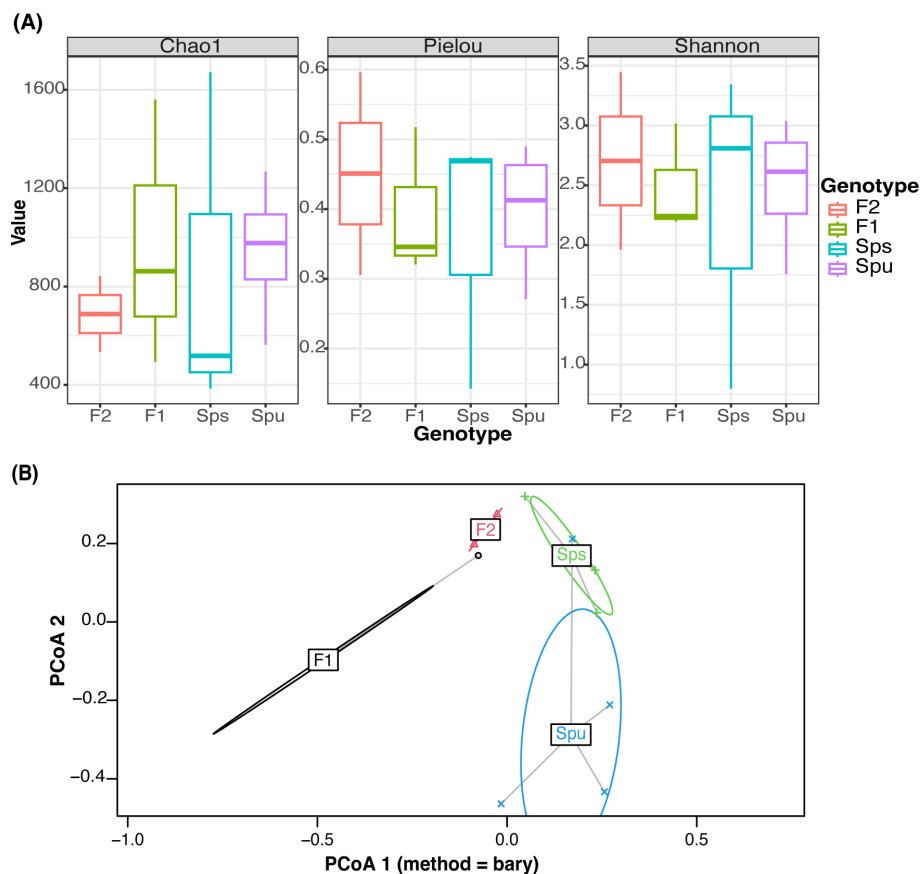 (A)
Chao1 Pielou Shannon
1600
1200
800
400
Value
0.6
0.5
0.4
0.3
0.2
3.5
3.0
2.5
2.0
1.5
1.0
F2 F1 Sps Spu F2 F1 Sps Spu F2 F1 Sps Spu
Genotype
Genotype
F2
F1
Sps
Spu
(B)
0.2
0.0
−0.2
−0.4
PCoA 2
F2
Sps
F1
Spu
−1.0 −0.5 0.0 0.5
PCoA 1 (method = bary)